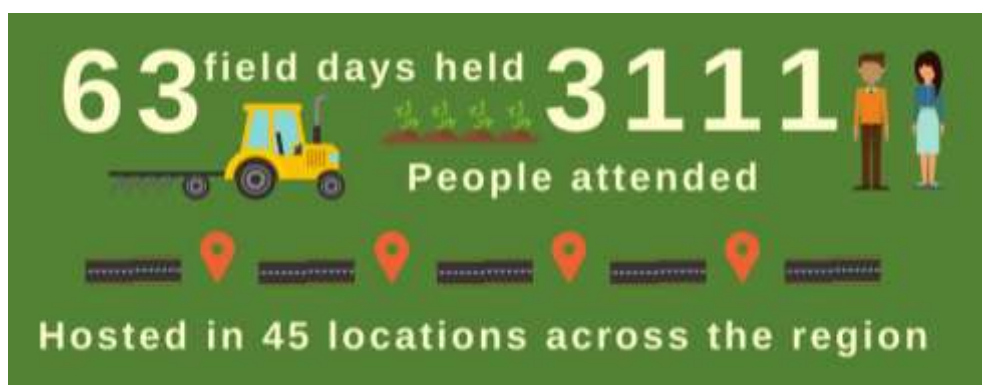 63 field days held 3111
People attended
Hosted in 45 locations across the region